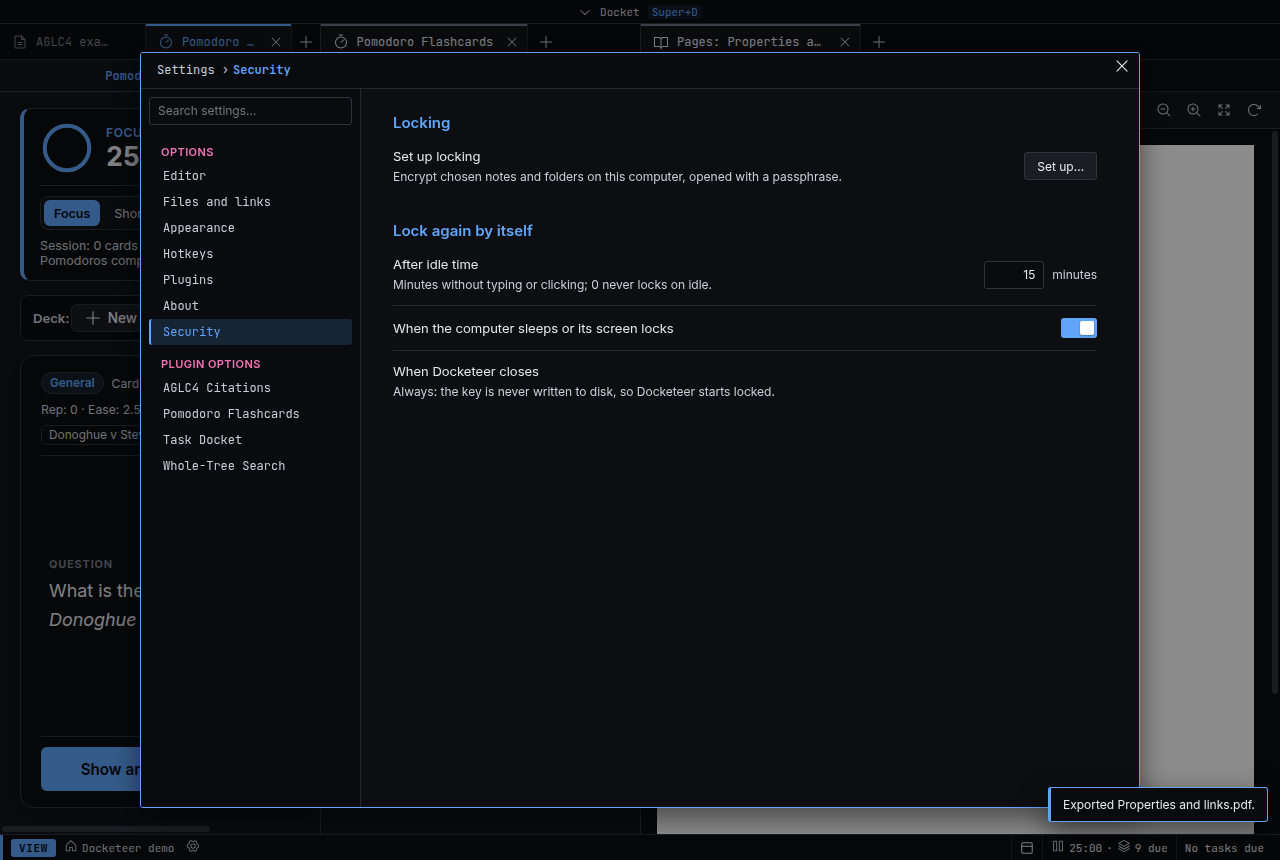 Docket Super+D
AGLC4 exa…
Pomodoro …
Pomodoro Flashcards
Pages: Properties a…
Pomod
Settings › Security
Search settings...
OPTIONS
Editor
Files and links
Appearance
Hotkeys
Plugins
About
Security
PLUGIN OPTIONS
AGLC4 Citations
Pomodoro Flashcards
Task Docket
Whole-Tree Search
Locking
Set up locking
Encrypt chosen notes and folders on this computer, opened with a passphrase.
Set up...
Lock again by itself
After idle time
Minutes without typing or clicking; 0 never locks on idle.
15 minutes
When the computer sleeps or its screen locks
When Docketeer closes
Always: the key is never written to disk, so Docketeer starts locked.
FOCU
25
Focus
Shor
Session: 0 cards
Pomodoros comp
Deck:
New
General
Card
Rep: 0 · Ease: 2.5
Donoghue v Stev
QUESTION
What is the
Donoghue
Show an
Exported Properties and links.pdf.
VIEW
Docketeer demo
25:00 · 9 due
No tasks due